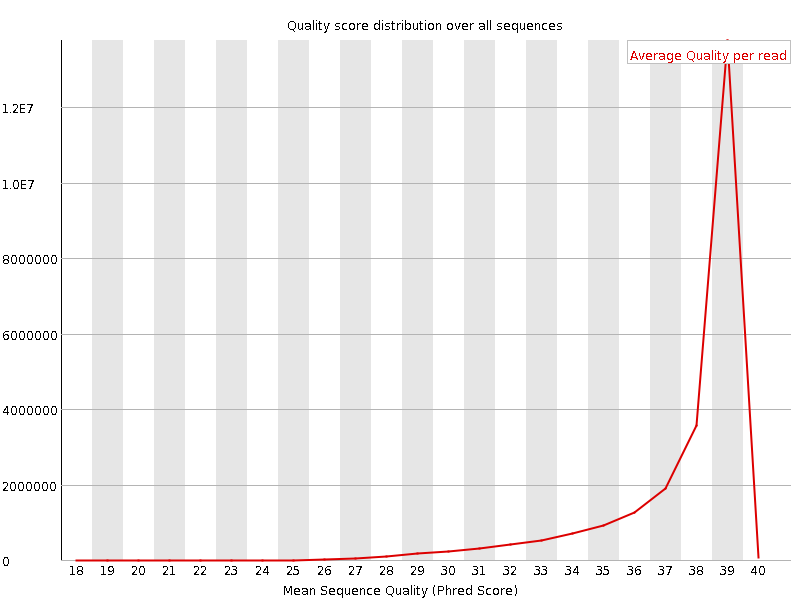 Quality score distribution over all sequences
Average Quality per read
1.2E7
1.0E7
8000000
6000000
4000000
2000000
0
18 19 20 21 22 23 24 25 26 27 28 29 30 31 32 33 34 35 36 37 38 39 40
Mean Sequence Quality (Phred Score)